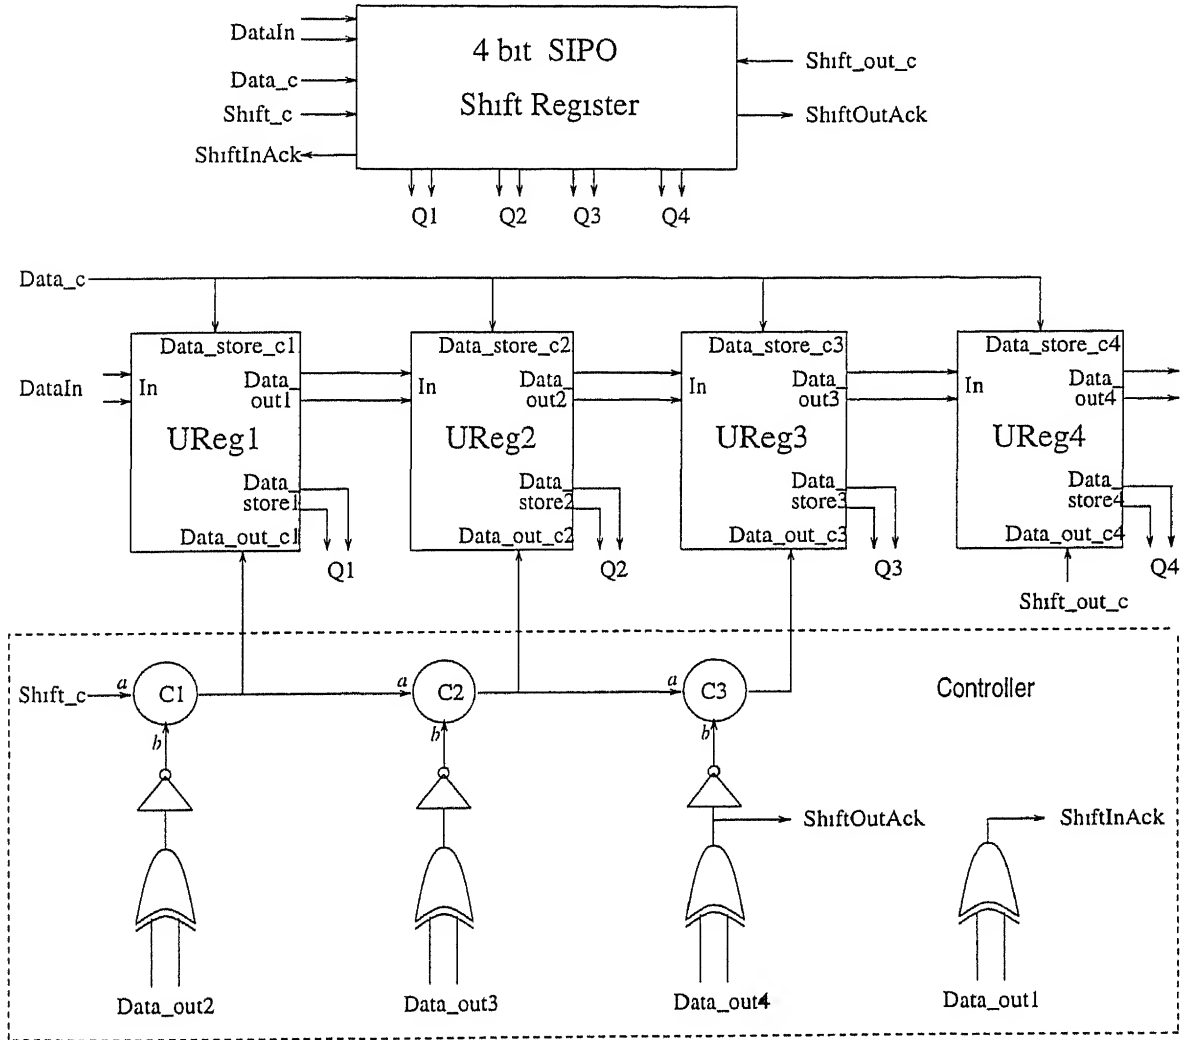 DataIn
4 bit SIPO
Shift Register
Data_c
Shift_c
ShiftInAck
Shift_out_c
ShiftOutAck
Q1 Q2 Q3 Q4
Data_c
Data_store_c1 Data_store_c2 Data_store_c3 Data_store_c4
DataIn
In
Data_
out1
UReg1
Data_
store1
Data_out_c1
Q1
In
Data_
out2
UReg2
Data_
store2
Data_out_c2
Q2
In
Data_
out3
UReg3
Data_
store3
Data_out_c3
Q3
In
Data_
out4
UReg4
Data_
store4
Data_out_c4
Q4
Shift_out_c
Shift_c a C1 a C2 a C3 Controller
b b b
ShiftOutAck ShiftInAck
Data_out2 Data_out3 Data_out4 Data_out1